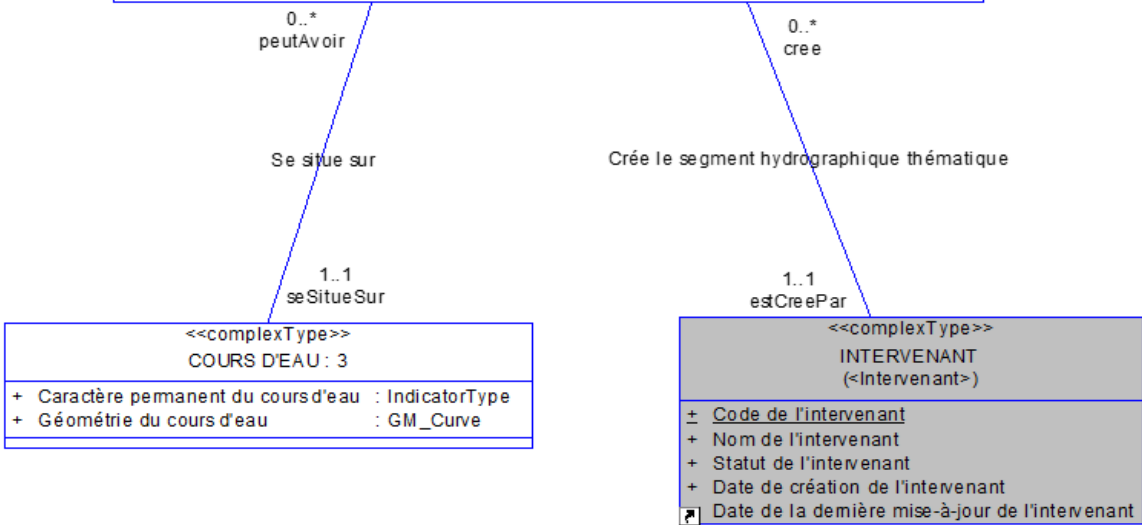 0..*
peutAvoir
0..*
cree
Se situe sur
Crée le segment hydrographique thématique
1..1
seSitueSur
1..1
estCreePar
<<complexType>>
COURS D'EAU : 3
+ Caractère permanent du cours d'eau : IndicatorType
+ Géométrie du cours d'eau : GM_Curve
<<complexType>>
INTERVENANT
(<Intervenant>)
+ Code de l'intervenant
+ Nom de l'intervenant
+ Statut de l'intervenant
+ Date de création de l'intervenant
Date de la dernière mise-à-jour de l'intervenant